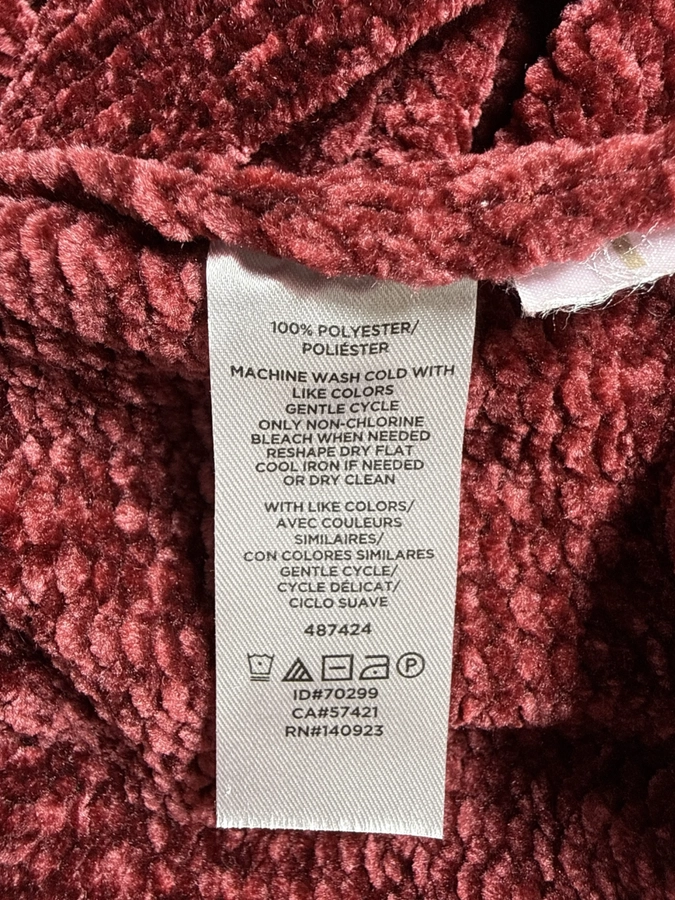 100% POLYESTER/
POLIÉSTER
MACHINE WASH COLD WITH
LIKE COLORS
GENTLE CYCLE
ONLY NON-CHLORINE
BLEACH WHEN NEEDED
RESHAPE DRY FLAT
COOL IRON IF NEEDED
OR DRY CLEAN
WITH LIKE COLORS/
AVEC COULEURS
SIMILAIRES/
CON COLORES SIMILARES
GENTLE CYCLE/
CYCLE DÉLICAT/
CICLO SUAVE
487424
P
ID#70299
CA#57421
RN#140923